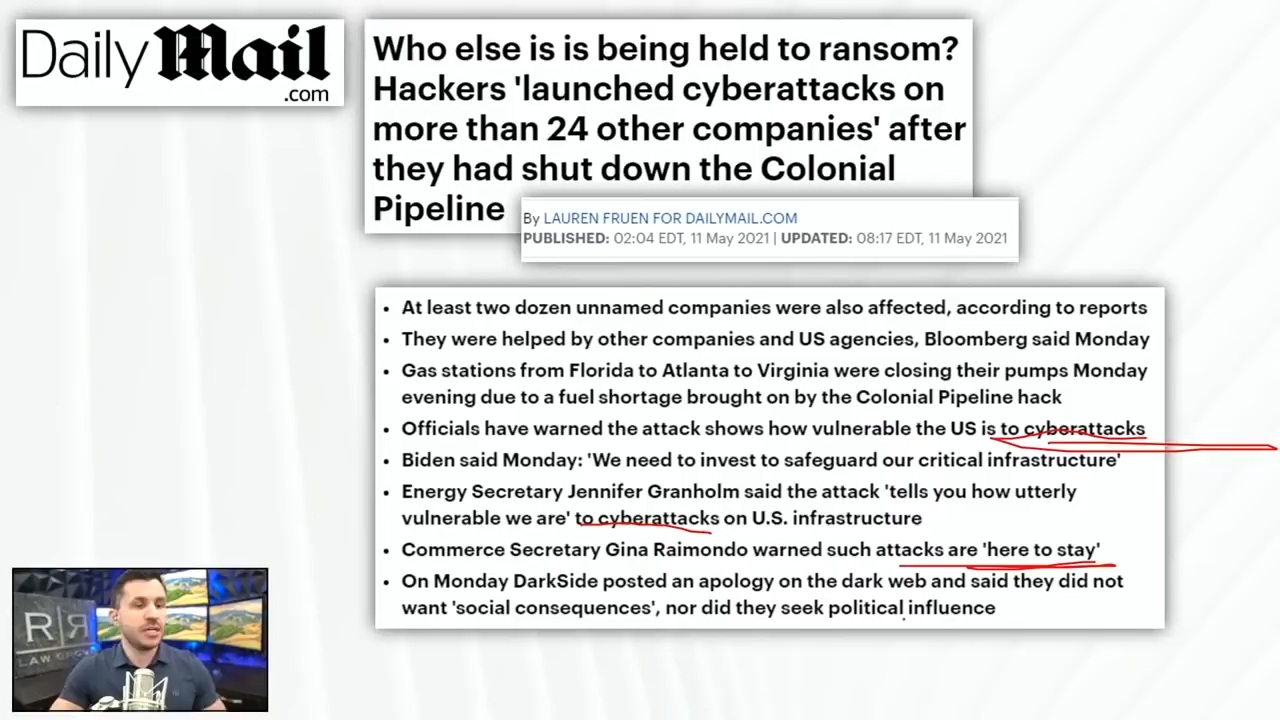 Daily Mail
.com
Who else is is being held to ransom?
Hackers 'launched cyberattacks on
more than 24 other companies' after
they had shut down the Colonial
Pipeline
By LAUREN FRUEN FOR DAILYMAIL.COM
PUBLISHED: 02:04 EDT, 11 May 2021 | UPDATED: 08:17 EDT, 11 May 2021
• At least two dozen unnamed companies were also affected, according to reports
• They were helped by other companies and US agencies, Bloomberg said Monday
• Gas stations from Florida to Atlanta to Virginia were closing their pumps Monday
evening due to a fuel shortage brought on by the Colonial Pipeline hack
• Officials have warned the attack shows how vulnerable the US is to cyberattacks
• Biden said Monday: 'We need to invest to safeguard our critical infrastructure'
• Energy Secretary Jennifer Granholm said the attack 'tells you how utterly
vulnerable we are' to cyberattacks on U.S. infrastructure
• Commerce Secretary Gina Raimondo warned such attacks are 'here to stay'
• On Monday DarkSide posted an apology on the dark web and said they did not
want 'social consequences', nor did they seek political influence
R R